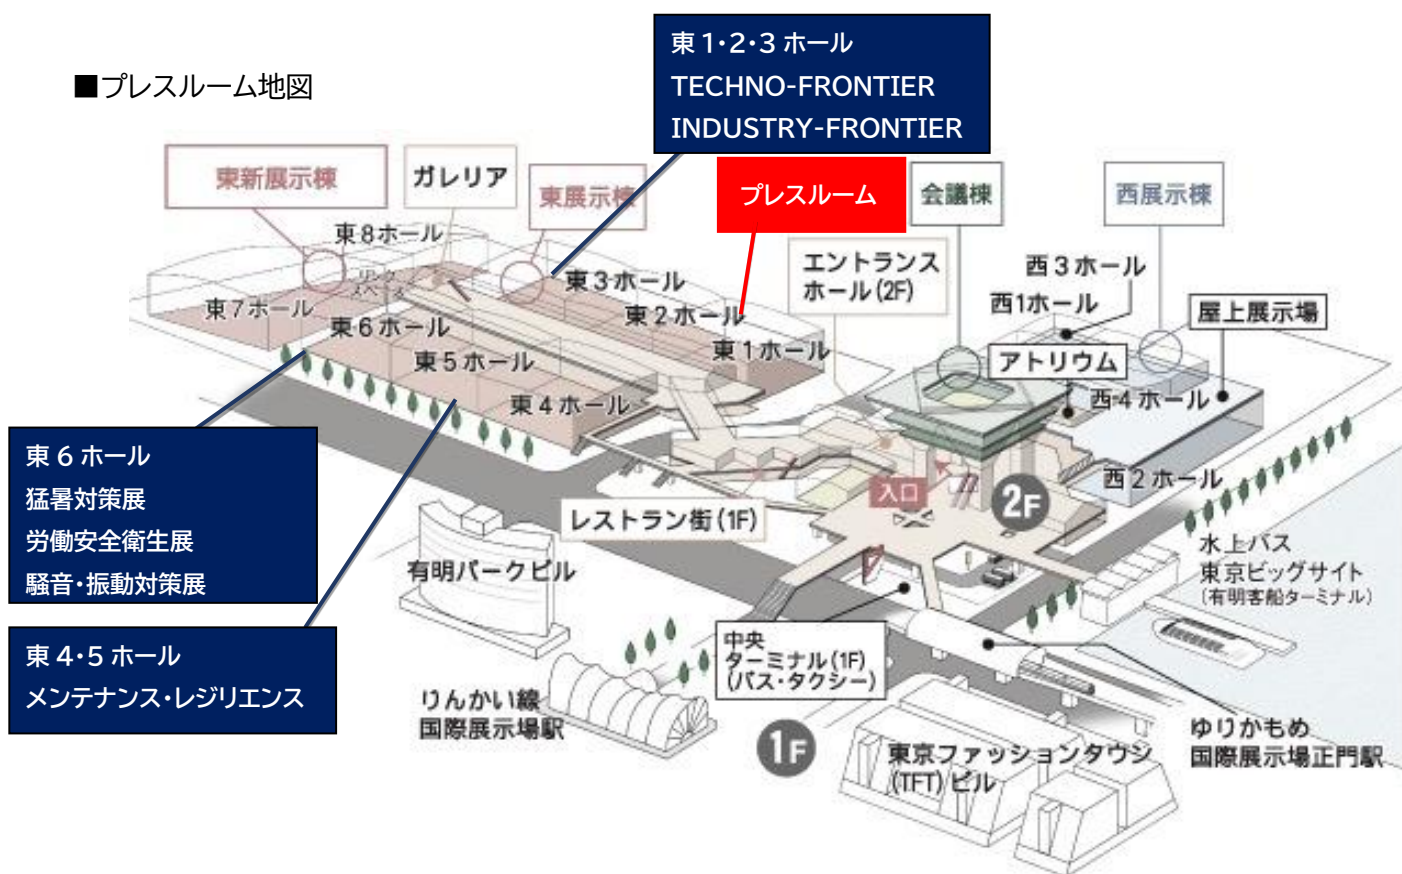 ■プレスルーム地図
東1・2・3 ホール
TECHNO-FRONTIER
INDUSTRY-FRONTIER
東新展示棟
ガレリア
東展示棟
プレスルーム
会議棟
西展示棟
東8ホール
リンク
スペース
東7ホール
東6ホール
東5ホール
東4ホール
東3ホール
東2ホール
東1ホール
エントランス
ホール(2F)
西3ホール
西1ホール
屋上展示場
アトリウム
西4ホール
西2ホール
入口
2F
東 6 ホール
猛暑対策展
労働安全衛生展
騒音・振動対策展
東 4・5 ホール
メンテナンス・レジリエンス
レストラン街(1F)
有明パークビル
水上バス
東京ビッグサイト
(有明客船ターミナル)
中央
ターミナル(1F)
(バス・タクシー)
りんかい線
国際展示場駅
1F
東京ファッションタウン
(TFT)ビル
ゆりかもめ
国際展示場正門駅